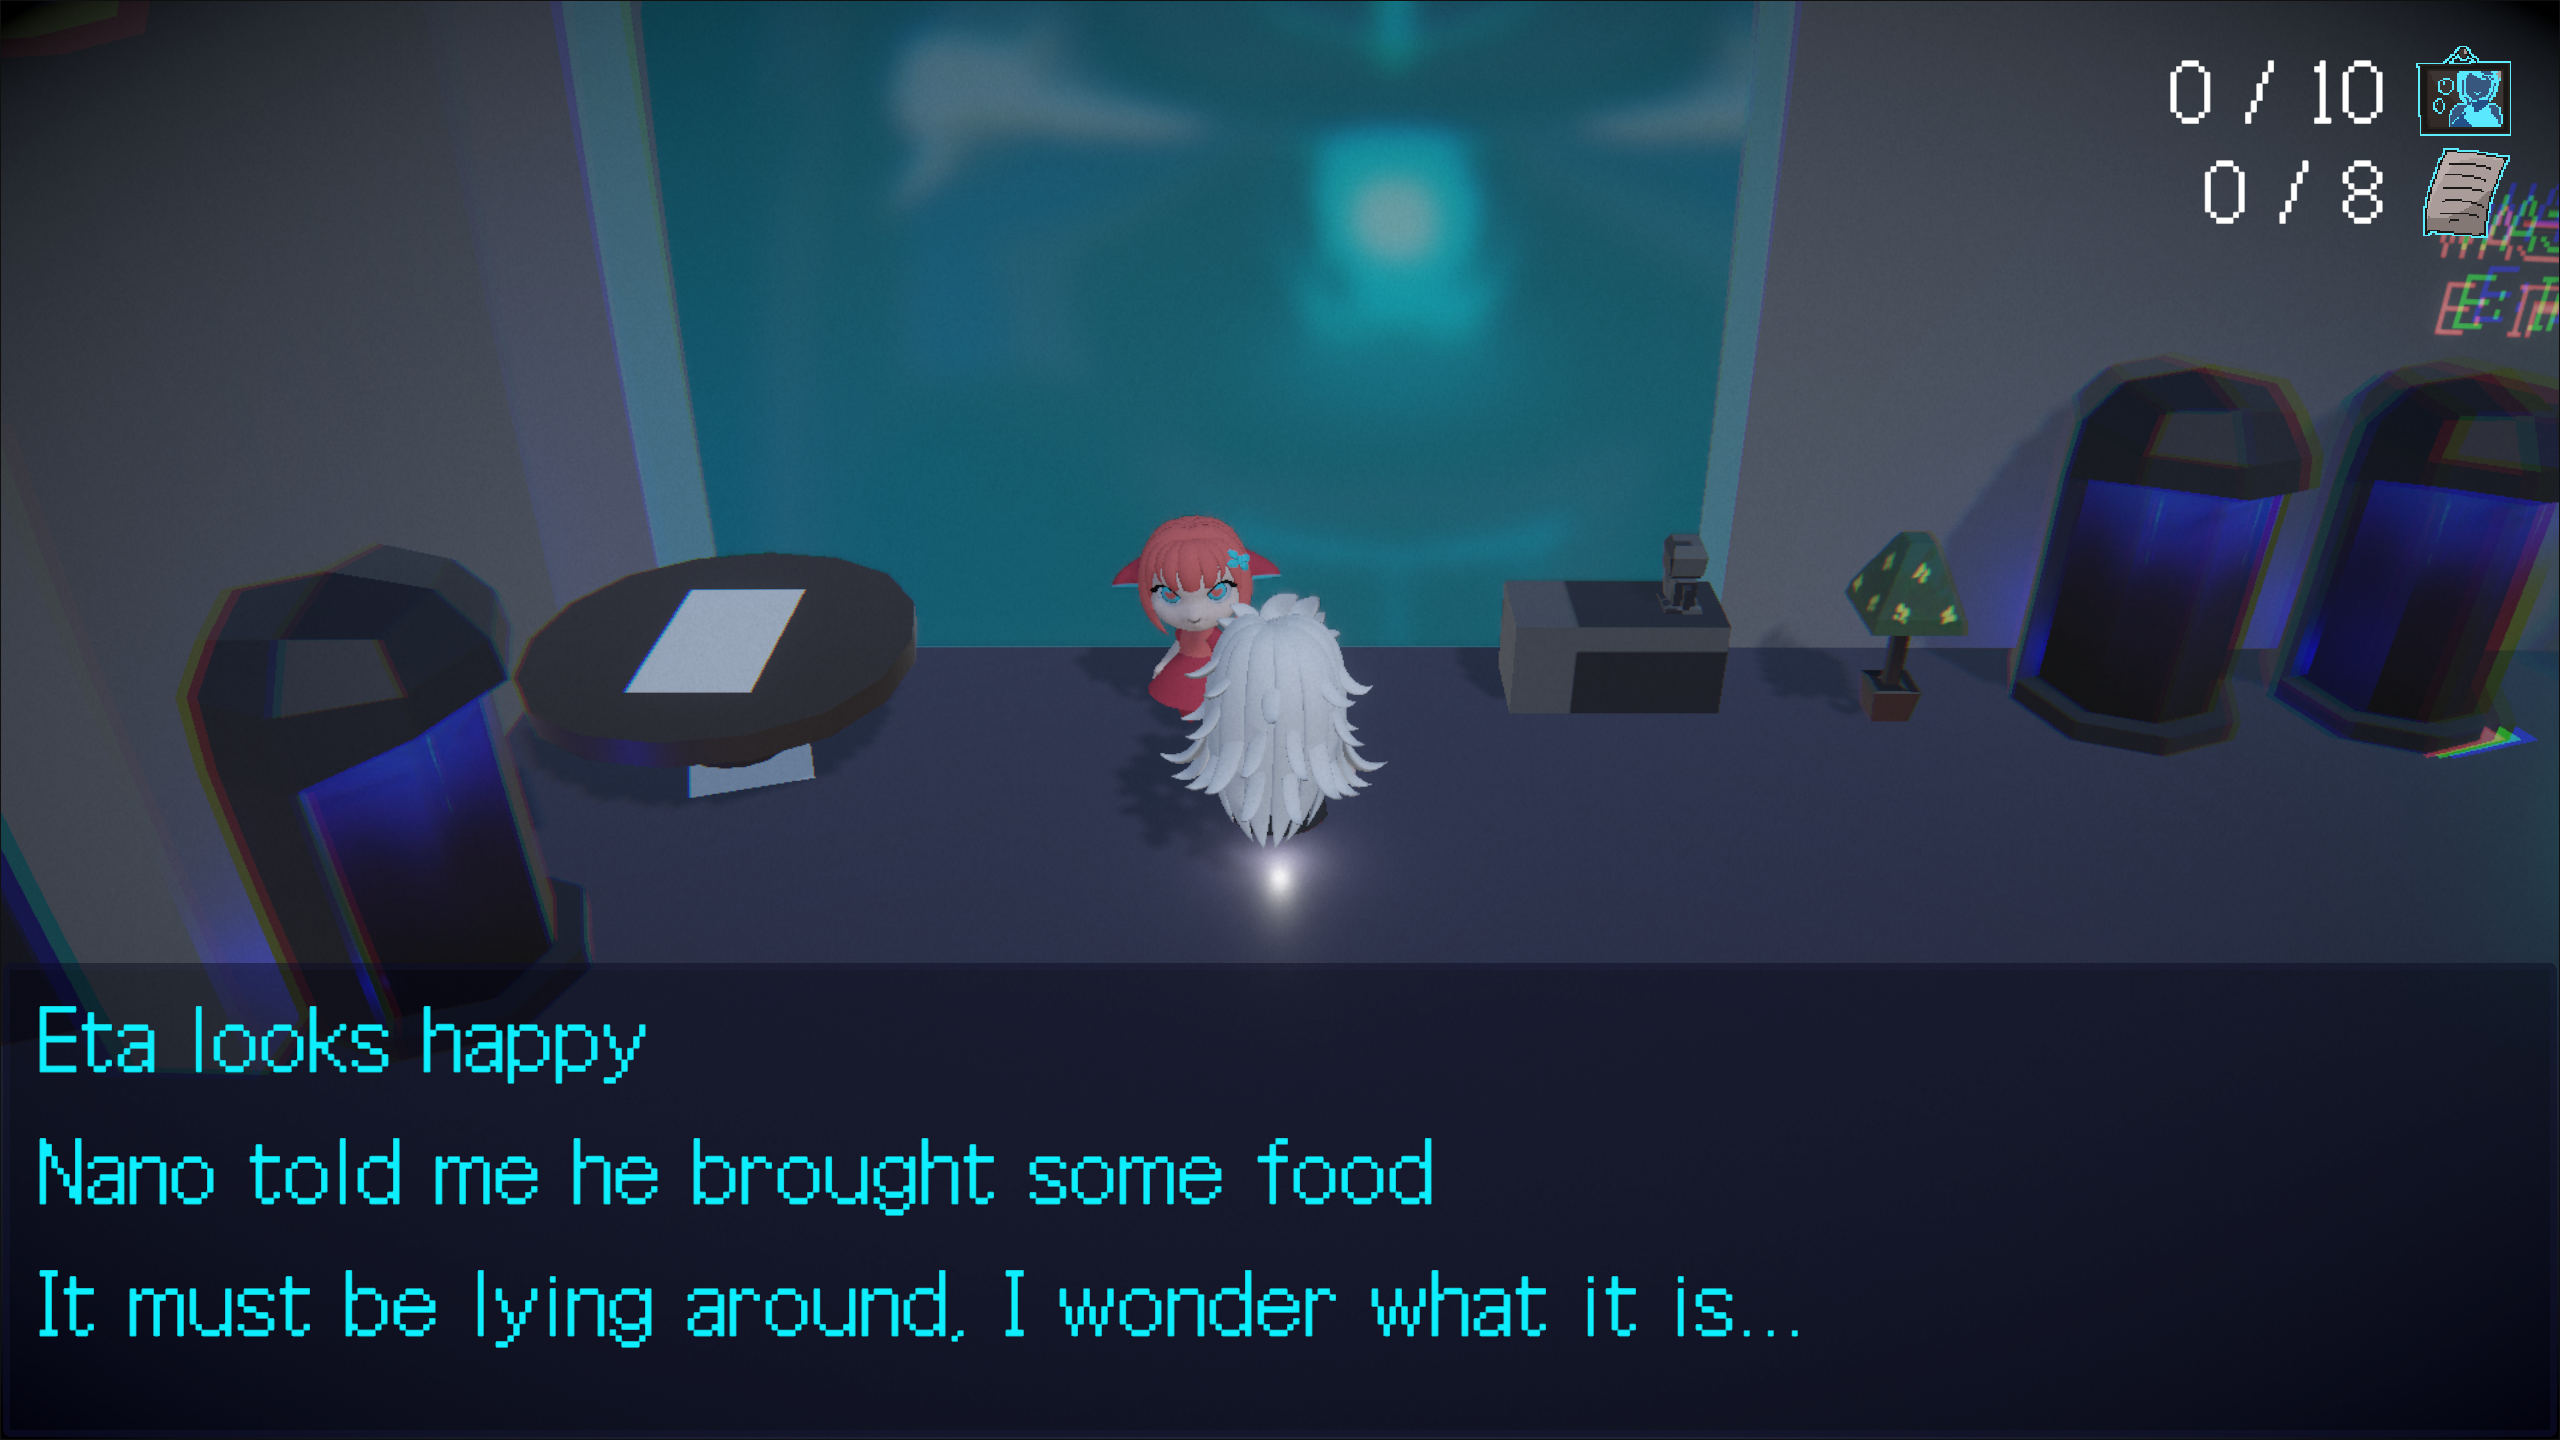 0 / 10
0 / 8
Eta looks happy
Nano told me he brought some food
It must be lying around, I wonder what it is...